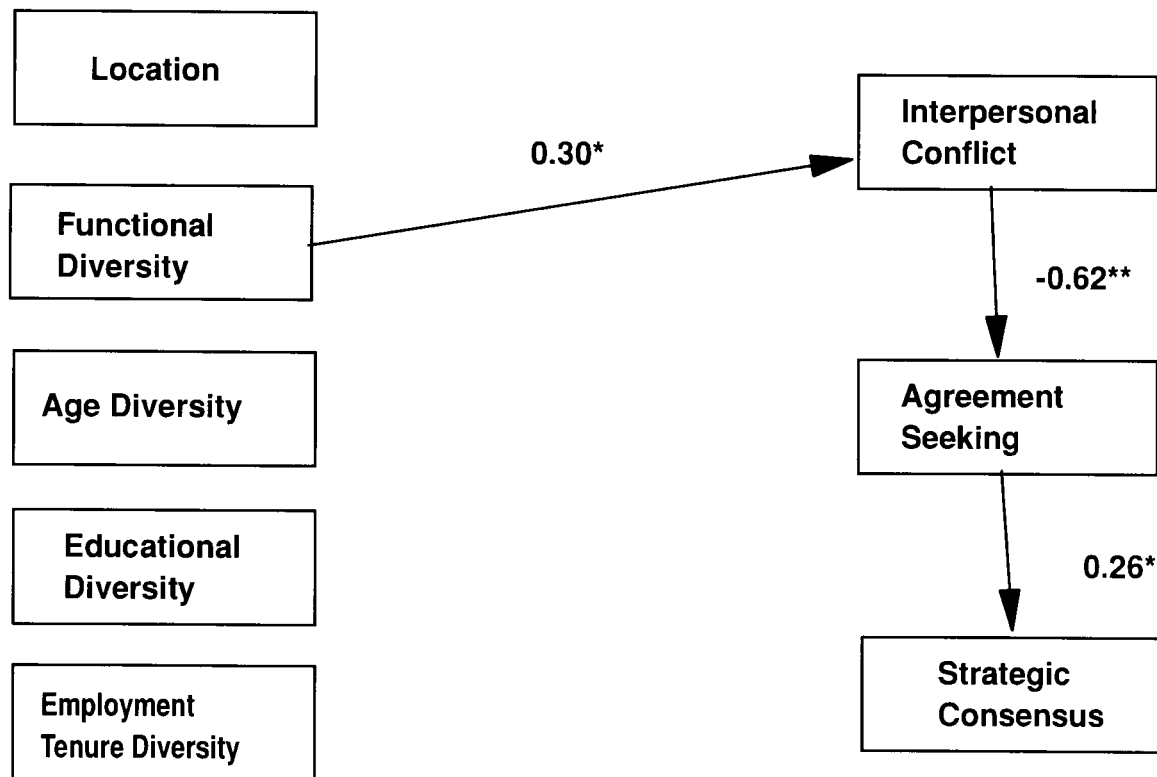 Location
Interpersonal
Conflict
0.30*
Functional
Diversity
-0.62**
Age Diversity
Agreement
Seeking
Educational
Diversity
0.26*
Employment
Tenure Diversity
Strategic
Consensus